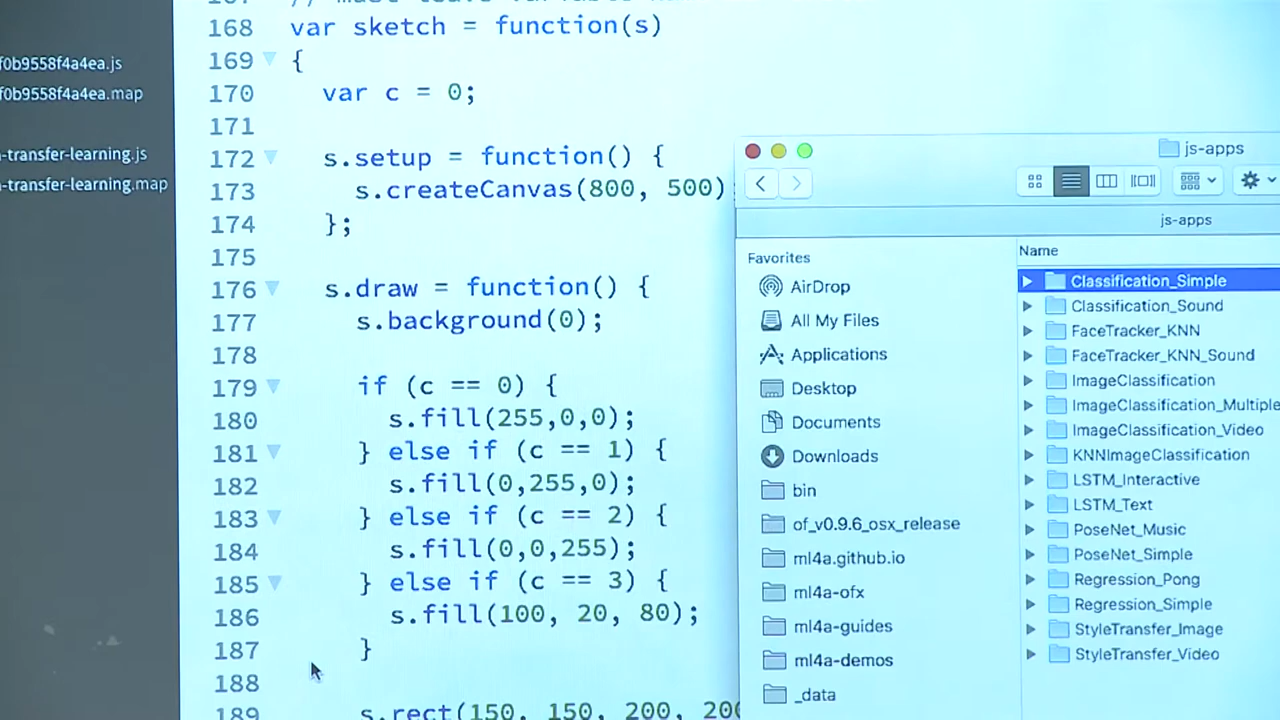 f0b9558f4a4ea.js
f0b9558f4a4ea.map
-transfer-learning.js
-transfer-learning.map
168 var sketch = function(s)
169 {
170 var c = 0;
171
172 s.setup = function() {
173 s.createCanvas(800, 500)
174 };
175
176 s.draw = function() {
177 s.background(0);
178
179 if (c == 0) {
180 s.fill(255,0,0);
181 } else if (c == 1) {
182 s.fill(0,255,0);
183 } else if (c == 2) {
184 s.fill(0,0,255);
185 } else if (c == 3) {
186 s.fill(100, 20, 80);
187 }
188
189 s.rect(150, 150, 200, 200
js-apps
js-apps
Favorites
AirDrop
All My Files
Applications
Desktop
Documents
Downloads
bin
of_v0.9.6_osx_release
ml4a.github.io
ml4a-ofx
ml4a-guides
ml4a-demos
_data
Name
Classification_Simple
Classification_Sound
FaceTracker_KNN
FaceTracker_KNN_Sound
ImageClassification
ImageClassification_Multiple
ImageClassification_Video
KNNImageClassification
LSTM_Interactive
LSTM_Text
PoseNet_Music
PoseNet_Simple
Regression_Pong
Regression_Simple
StyleTransfer_Image
StyleTransfer_Video